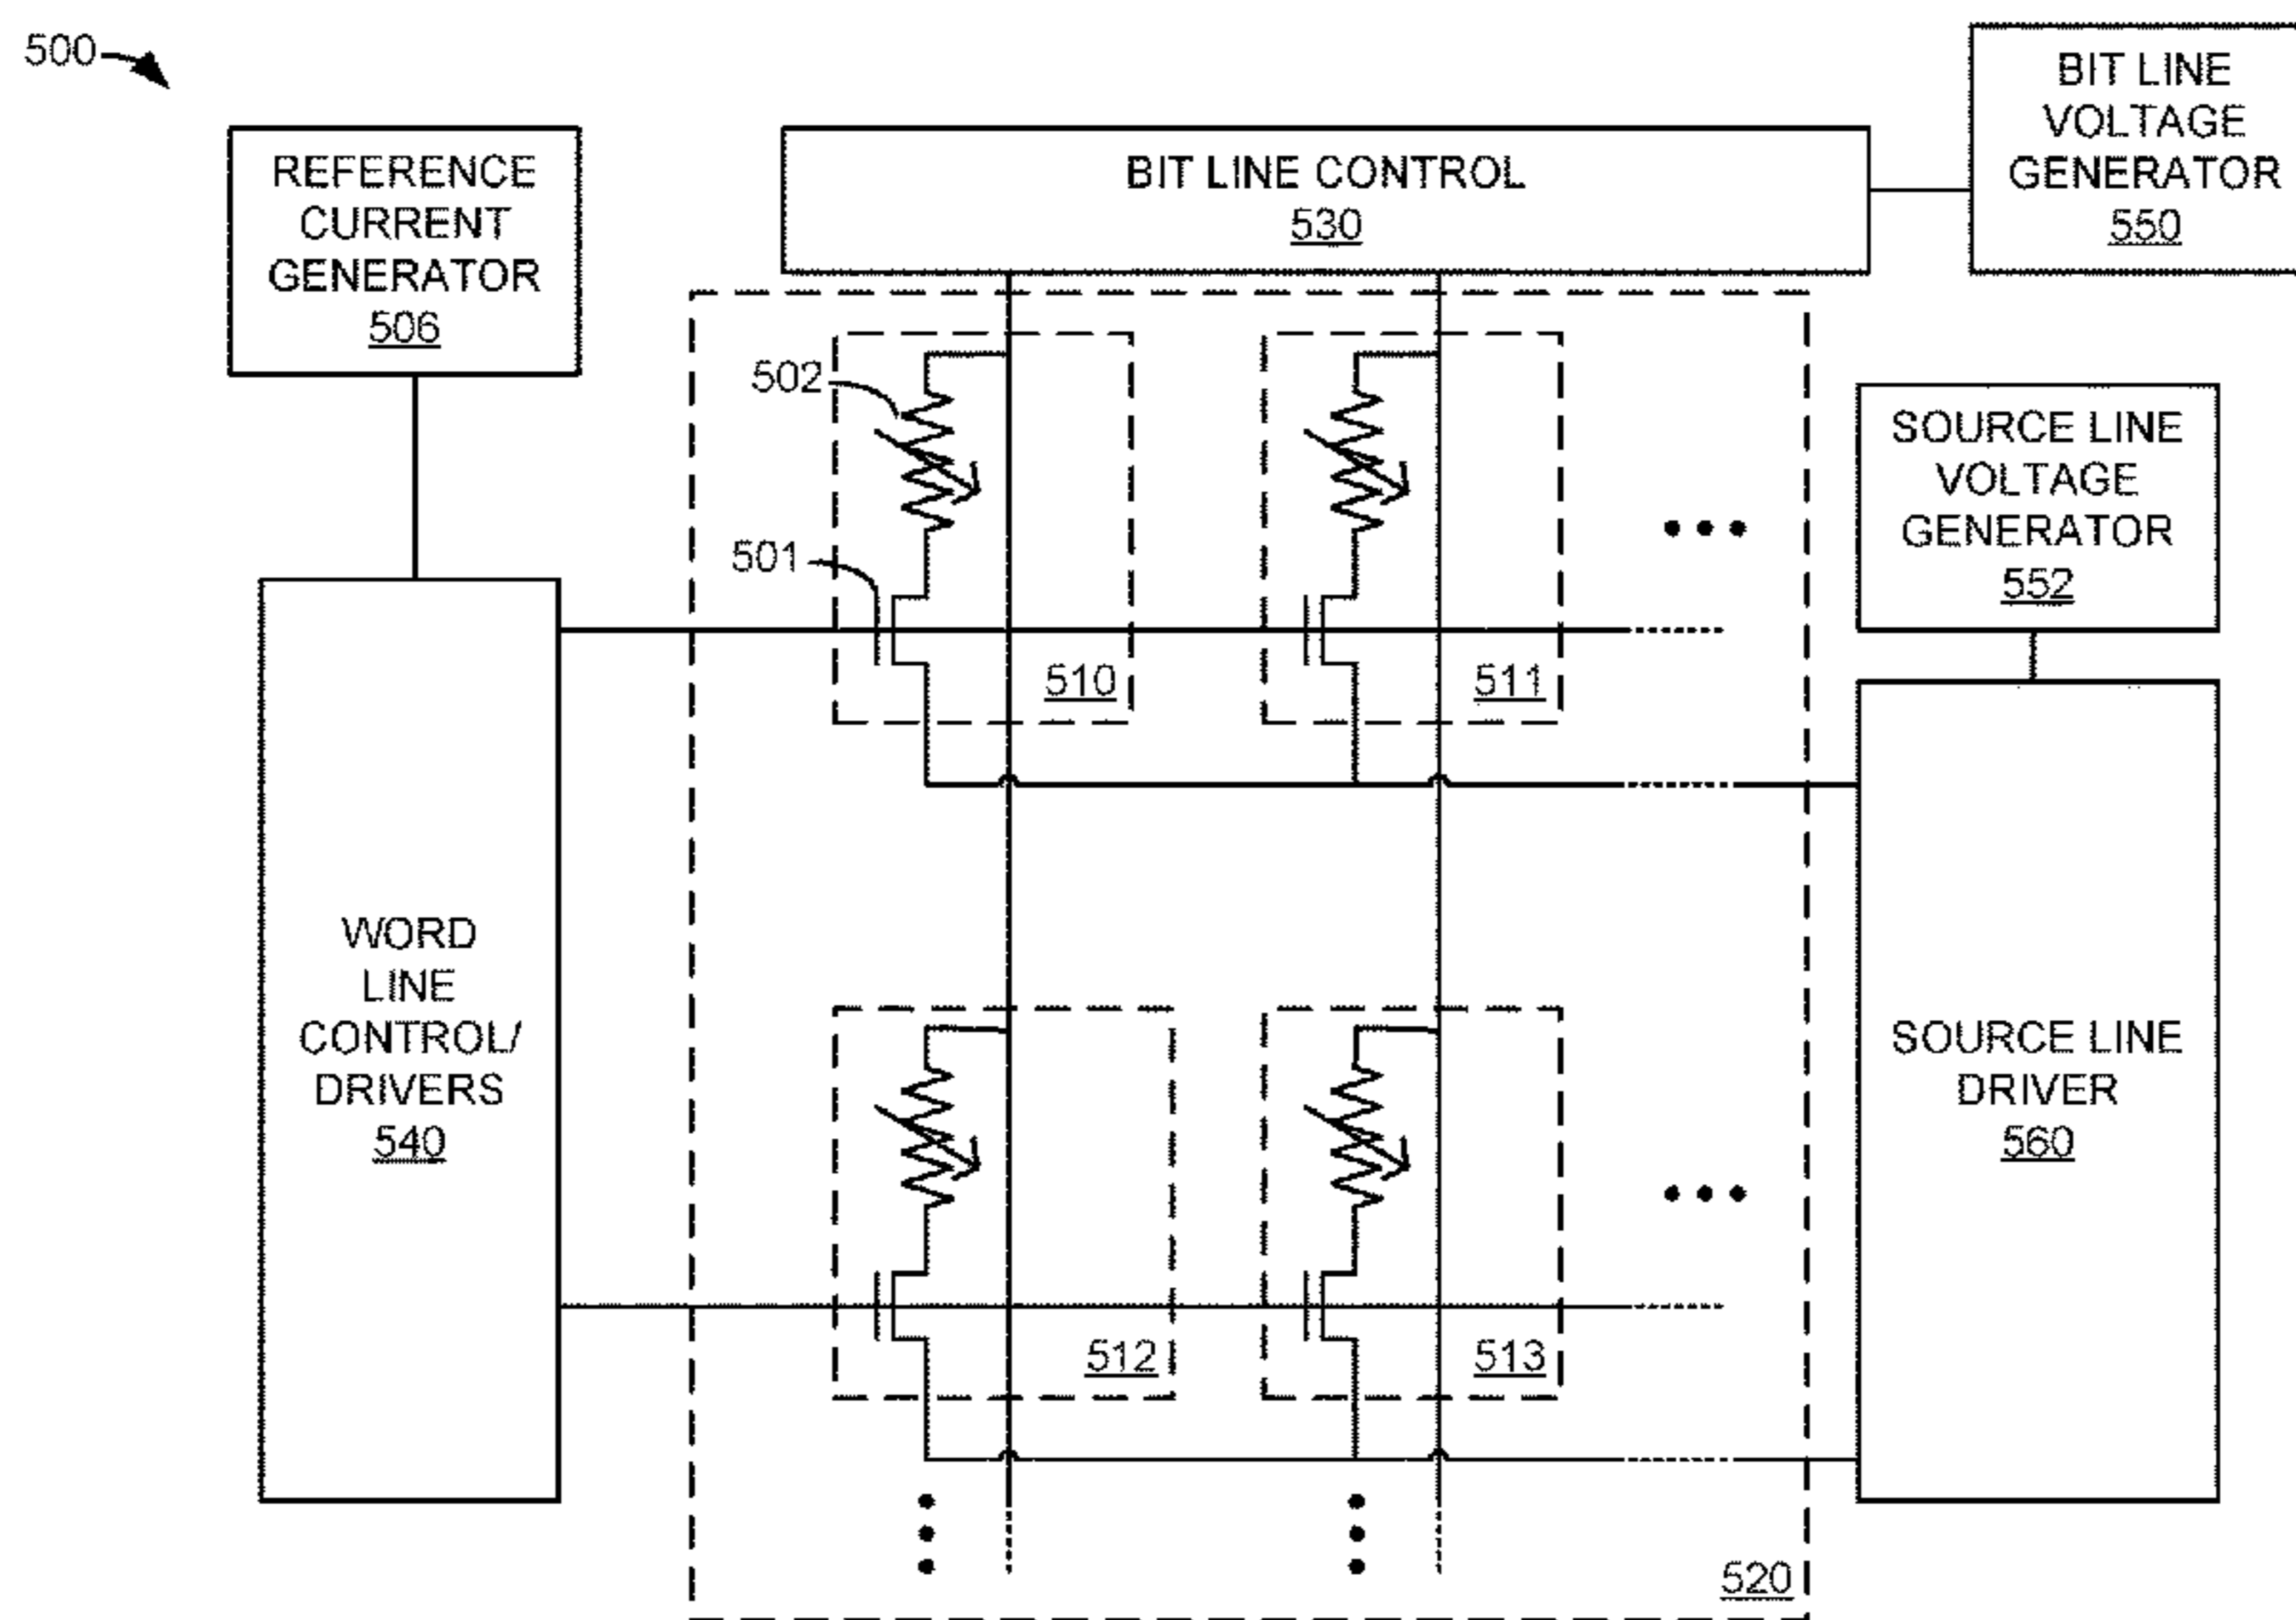 500
REFERENCE
CURRENT
GENERATOR
506
BIT LINE CONTROL
530
BIT LINE
VOLTAGE
GENERATOR
550
502
501
510
511
SOURCE LINE
VOLTAGE
GENERATOR
552
WORD
LINE
CONTROL/
DRIVERS
540
512
513
SOURCE LINE
DRIVER
560
520